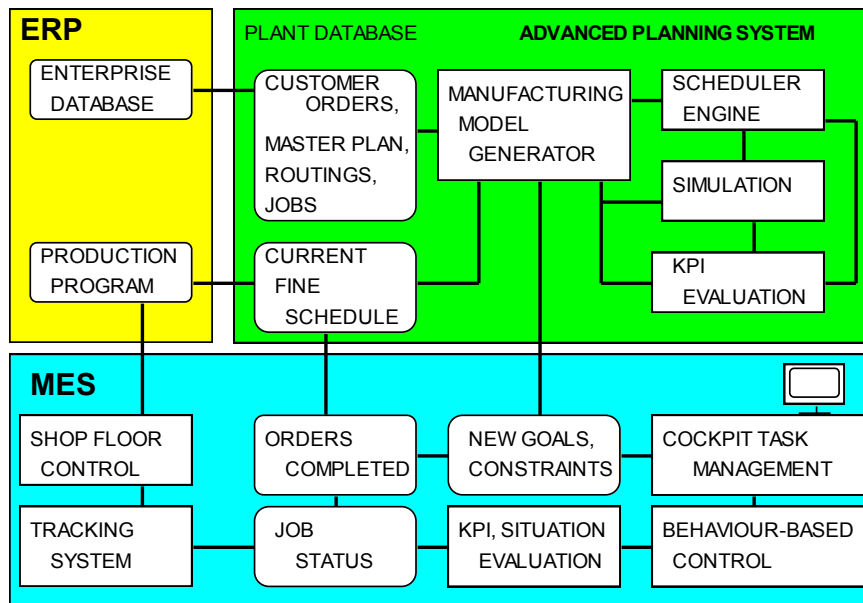 ERP
ENTERPRISE
DATABASE
PRODUCTION
PROGRAM
PLANT DATABASE
ADVANCED PLANNING SYSTEM
CUSTOMER
ORDERS,
MASTER PLAN,
ROUTINGS,
JOBS
MANUFACTURING
MODEL
GENERATOR
SCHEDULER
ENGINE
SIMULATION
CURRENT
FINE
SCHEDULE
KPI
EVALUATION
MES
SHOP FLOOR
CONTROL
ORDERS
COMPLETED
NEW GOALS,
CONSTRAINTS
COCKPIT TASK
MANAGEMENT
TRACKING
SYSTEM
JOB
STATUS
KPI, SITUATION
EVALUATION
BEHAVIOUR-BASED
CONTROL